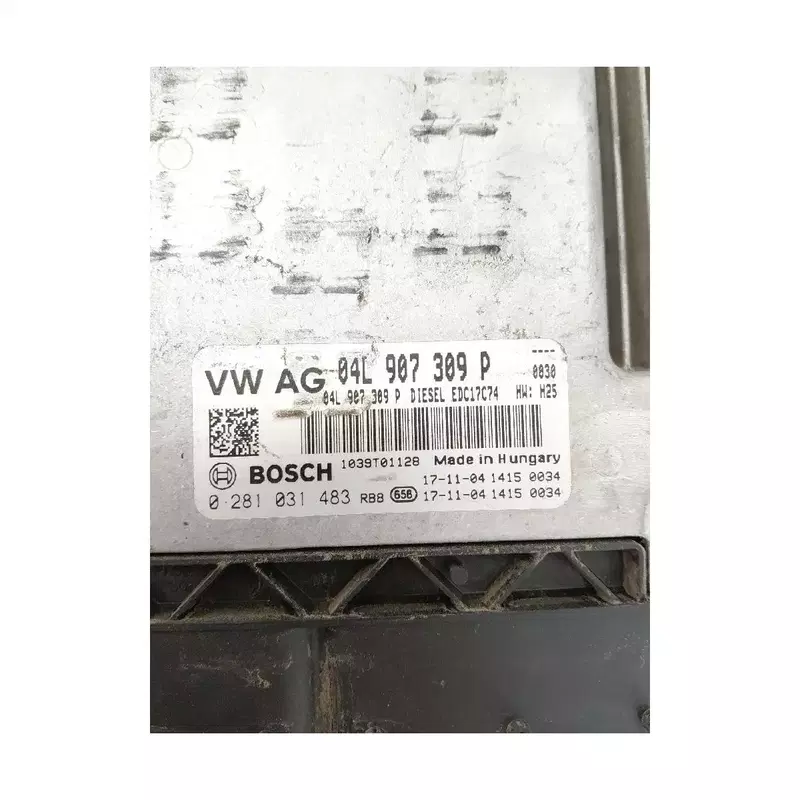 VW AG 04L 907 309 P ---- 0030
04L 907 309 P DIESEL EDC17C74 HW: H25
BOSCH 1039T01128 Made in Hungary
17-11-04 1415 0034
0 281 031 483 RB8 656 17-11-04 1415 0034